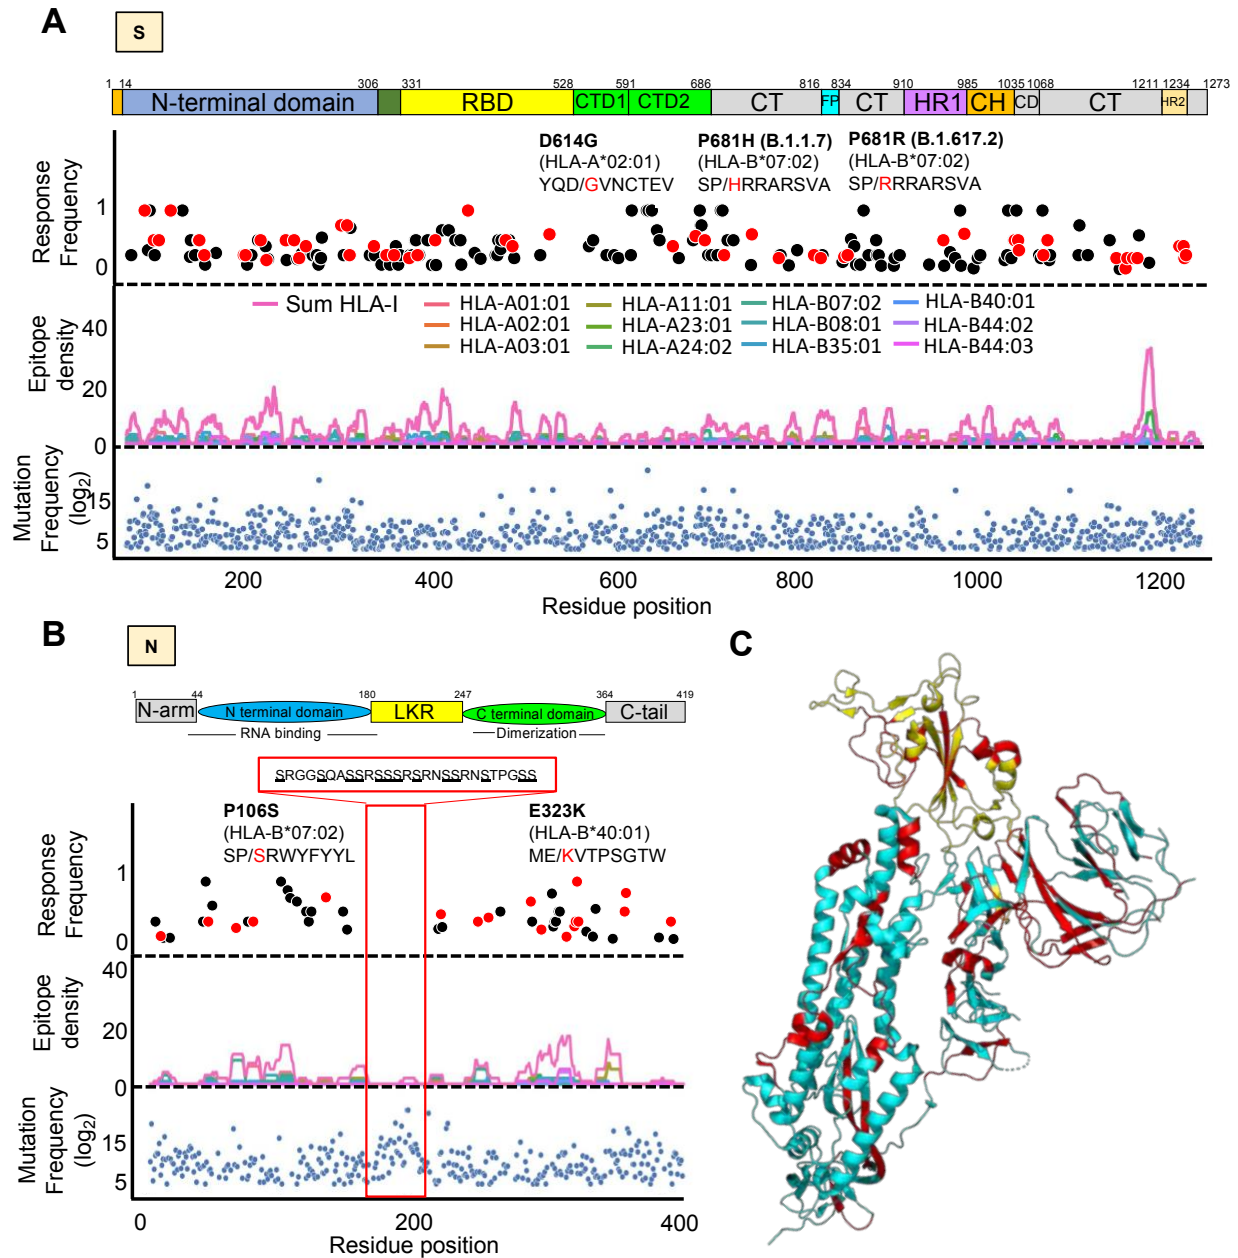 A
S
1 14 306 331 528 591 686 816 834 910 985 1035 1068 1211 1234 1273
N-terminal domain RBD CTD1 CTD2 CT FP CT HR1 CH CD CT HR2
D614G
(HLA-A*02:01)
YQD/GVNCTEV
P681H (B.1.1.7)
(HLA-B*07:02)
SP/HRRARSVA
P681R (B.1.617.2)
(HLA-B*07:02)
SP/RRRARSVA
Response
Frequency
1
0
Sum HLA-I
HLA-A01:01
HLA-A02:01
HLA-A03:01
HLA-A11:01
HLA-A23:01
HLA-A24:02
HLA-B07:02
HLA-B08:01
HLA-B35:01
HLA-B40:01
HLA-B44:02
HLA-B44:03
Epitope
density
40
20
0
Mutation
Frequency
(log2)
15
5
200 400 600 800 1000 1200
Residue position
B
N
1 44 180 247 364 419
N-arm N terminal domain LKR C terminal domain C-tail
RNA binding
Dimerization
SRGGSQASSRSSSRSRNSSRNSTPGSS
P106S
(HLA-B*07:02)
SP/SRWYFYYL
E323K
(HLA-B*40:01)
ME/KVTPSGTW
Response
Frequency
1
0
Epitope
density
40
20
0
Mutation
Frequency
(log2)
15
5
0 200 400
Residue position
C